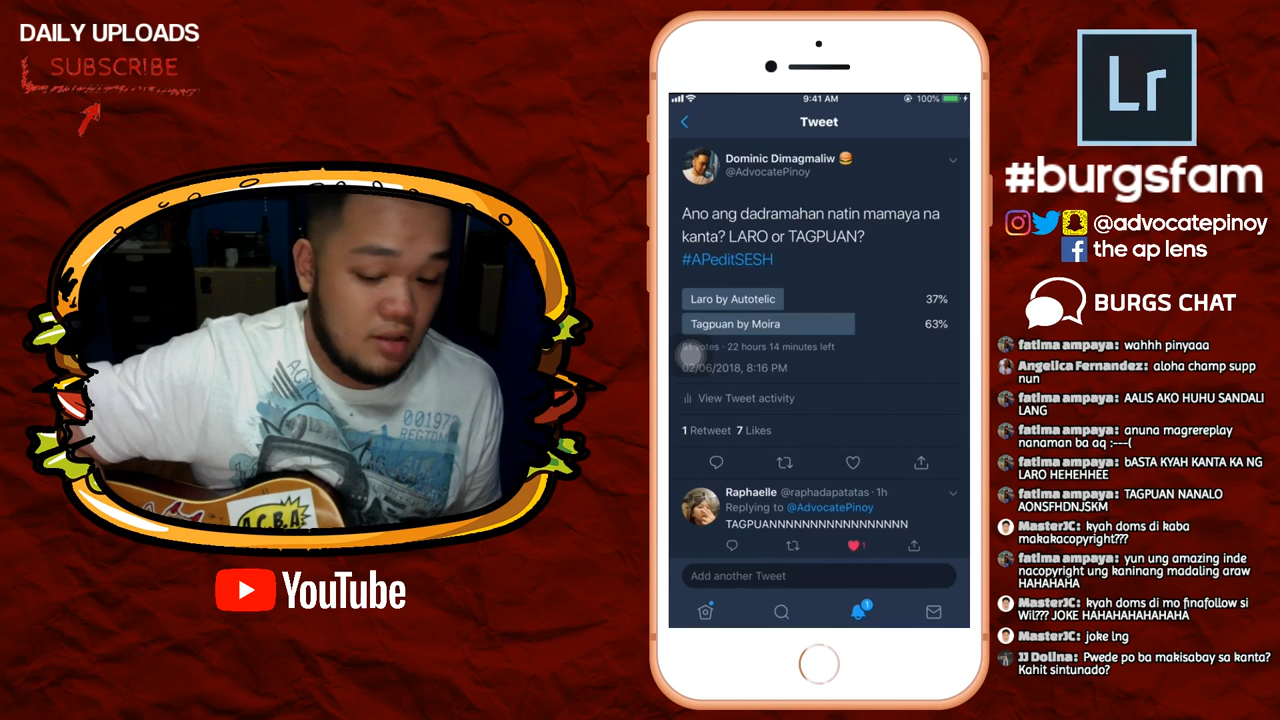 DAILY UPLOADS
SUBSCRIBE
001972
A.C.B.A
YouTube
9:41 AM
100%
Tweet
Dominic Dimagmaliw
@AdvocatePinoy
Ano ang dadramahan natin mamaya na
kanta? LARO or TAGPUAN?
#APeditSESH
Laro by Autotelic 37%
Tagpuan by Moira 63%
votes · 22 hours 14 minutes left
02/06/2018, 8:16 PM
View Tweet activity
1 Retweet 7 Likes
Raphaelle @raphadapatatas · 1h
Replying to @AdvocatePinoy
TAGPUANNNNNNNNNNNNNNNNNN
1
Add another Tweet
1
Lr
#burgsfam
@advocatepinoy
the ap lens
BURGS CHAT
fatima ampaya: wahhh pinyaaa
Angelica Fernandez: aloha champ supp
nun
fatima ampaya: AALIS AKO HUHU SANDALI
LANG
fatima ampaya: anuna magrereplay
nanaman ba aq :---(
fatima ampaya: bASTA KYAH KANTA KA NG
LARO HEHEHHEE
fatima ampaya: TAGPUAN NANALO
AONSFHDNJSKM
MasterJC: kyah doms di kaba
makakacopyright???
fatima ampaya: yun ung amazing inde
nacopyright ung kaninang madaling araw
HAHAHAHA
MasterJC: kyah doms di mo finafollow si
Wil??? JOKE HAHAHAHAHAHAHA
MasterJC: joke lng
JJ Dolina: Pwede po ba makisabay sa kanta?
Kahit sintunado?